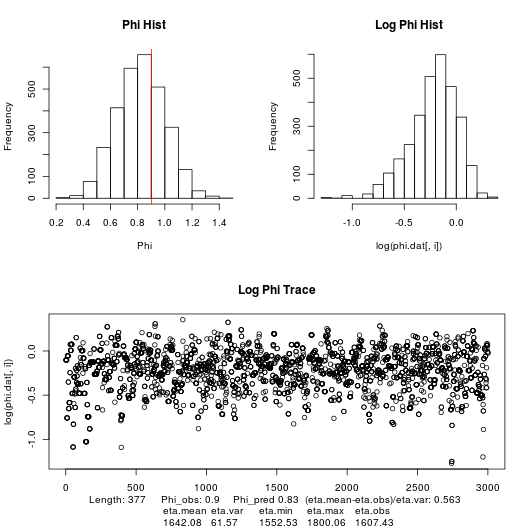 Phi Hist
Log Phi Hist
Frequency
0 100 300 500
0.2 0.4 0.6 0.8 1.0 1.2 1.4
Phi
Frequency
0 100 300 500
-1.0 -0.5 0.0
log(phi.dat[, i])
Log Phi Trace
log(phi.dat[, i])
0.0 -0.5 -1.0
0 500 1000 1500 2000 2500 3000
Length: 377 Phi_obs: 0.9 Phi_pred 0.83 (eta.mean-eta.obs)/eta.var: 0.563
eta.mean eta.var eta.min eta.max eta.obs
1642.08 61.57 1552.53 1800.06 1607.43